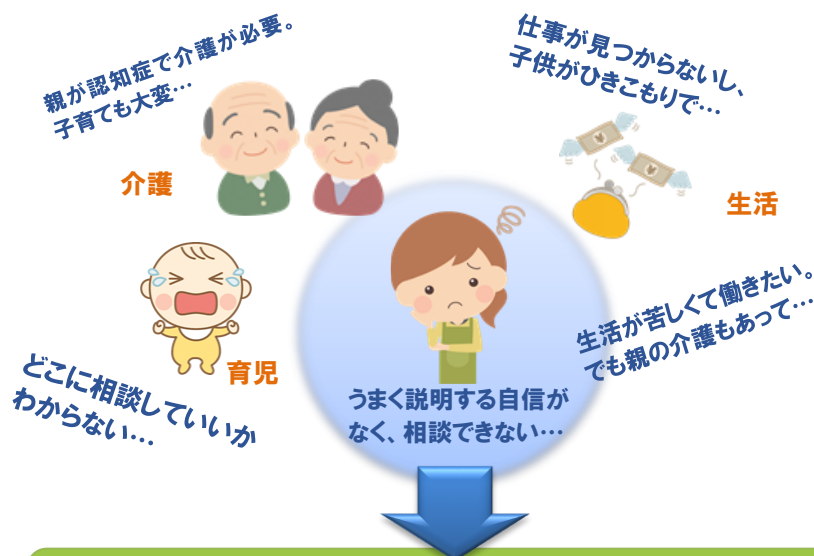 親が認知症で介護が必要。
子育ても大変…
仕事が見つからないし、
子供がひきこもりで…
介護
生活
育児
生活が苦しくて働きたい。
でも親の介護もあって…
どこに相談していいか
わからない…
うまく説明する自信が
なく、相談できない…